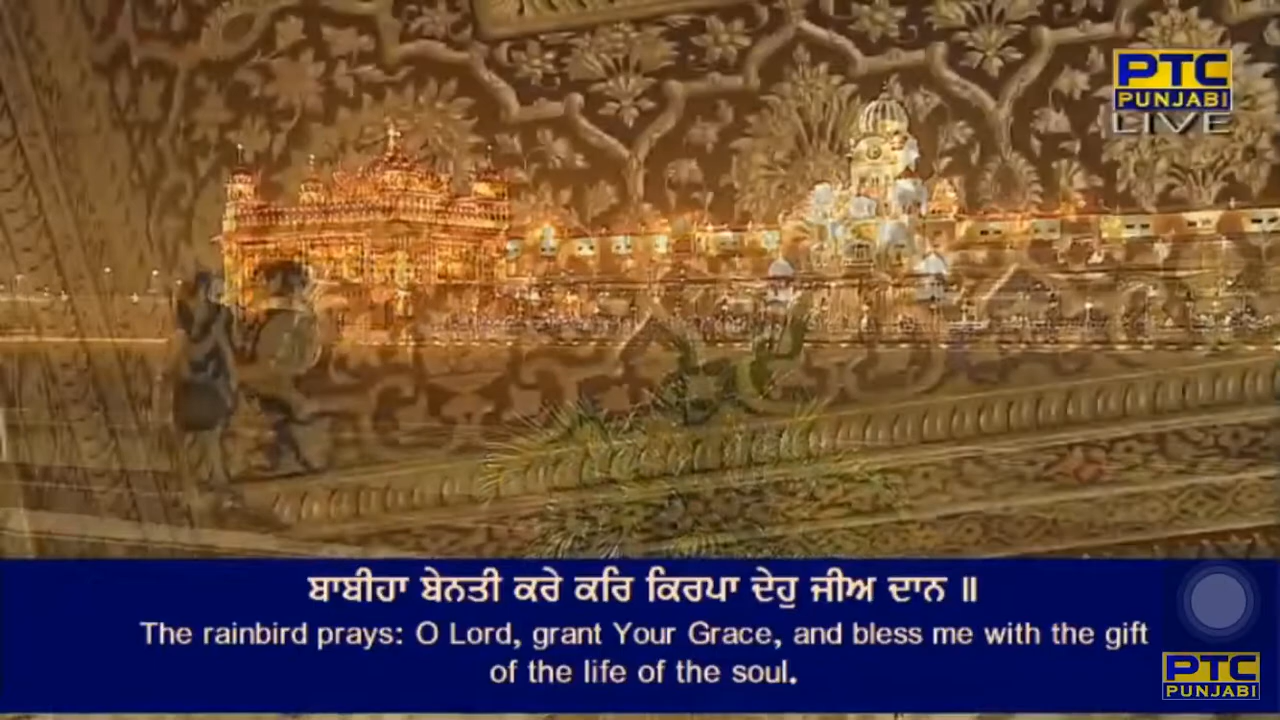 PTC
PUNJABI
LIVE
ਬਾਬੀਹਾ ਬੇਨਤੀ ਕਰੇ ਕਰਿ ਕਿਰਪਾ ਦੇਹੁ ਜੀਅ ਦਾਨ ॥
The rainbird prays: O Lord, grant Your Grace, and bless me with the gift
of the life of the soul.
PTC
PUNJABI